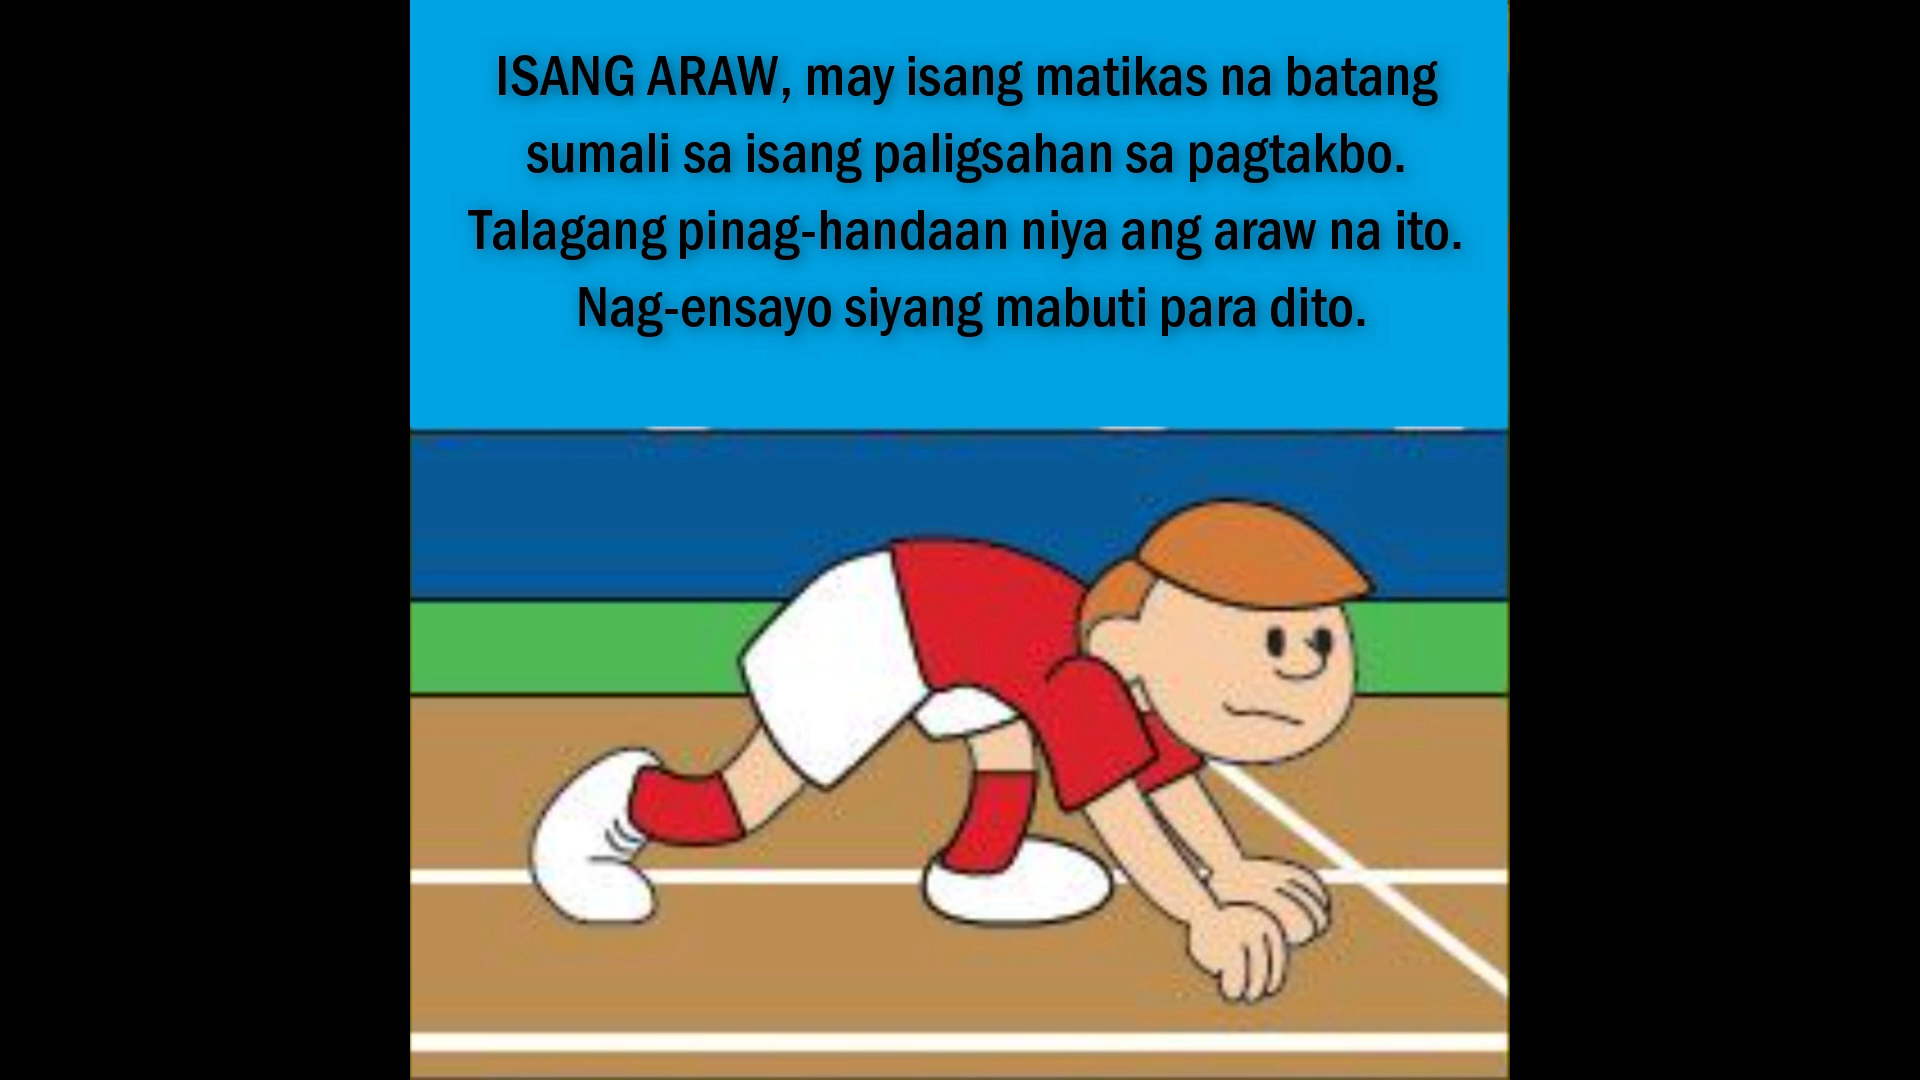 ISANG ARAW, may isang matikas na batang
sumali sa isang paligsahan sa pagtakbo.
Talagang pinag-handaan niya ang araw na ito.
Nag-ensayo siyang mabuti para dito.